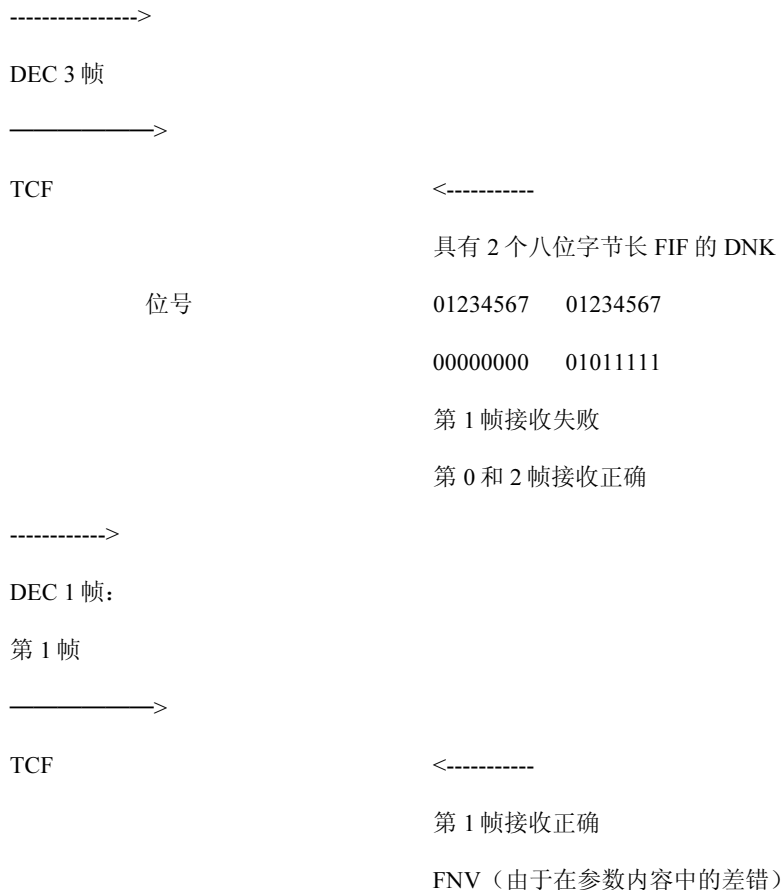 ---------------->
DEC 3 帧
——————>
TCF <-----------
具有 2 个八位字节长 FIF 的 DNK
位号 01234567 01234567
00000000 01011111
第 1 帧接收失败
第 0 和 2 帧接收正确
------------>
DEC 1 帧：
第 1 帧
——————>
TCF <-----------
第 1 帧接收正确
FNV（由于在参数内容中的差错）